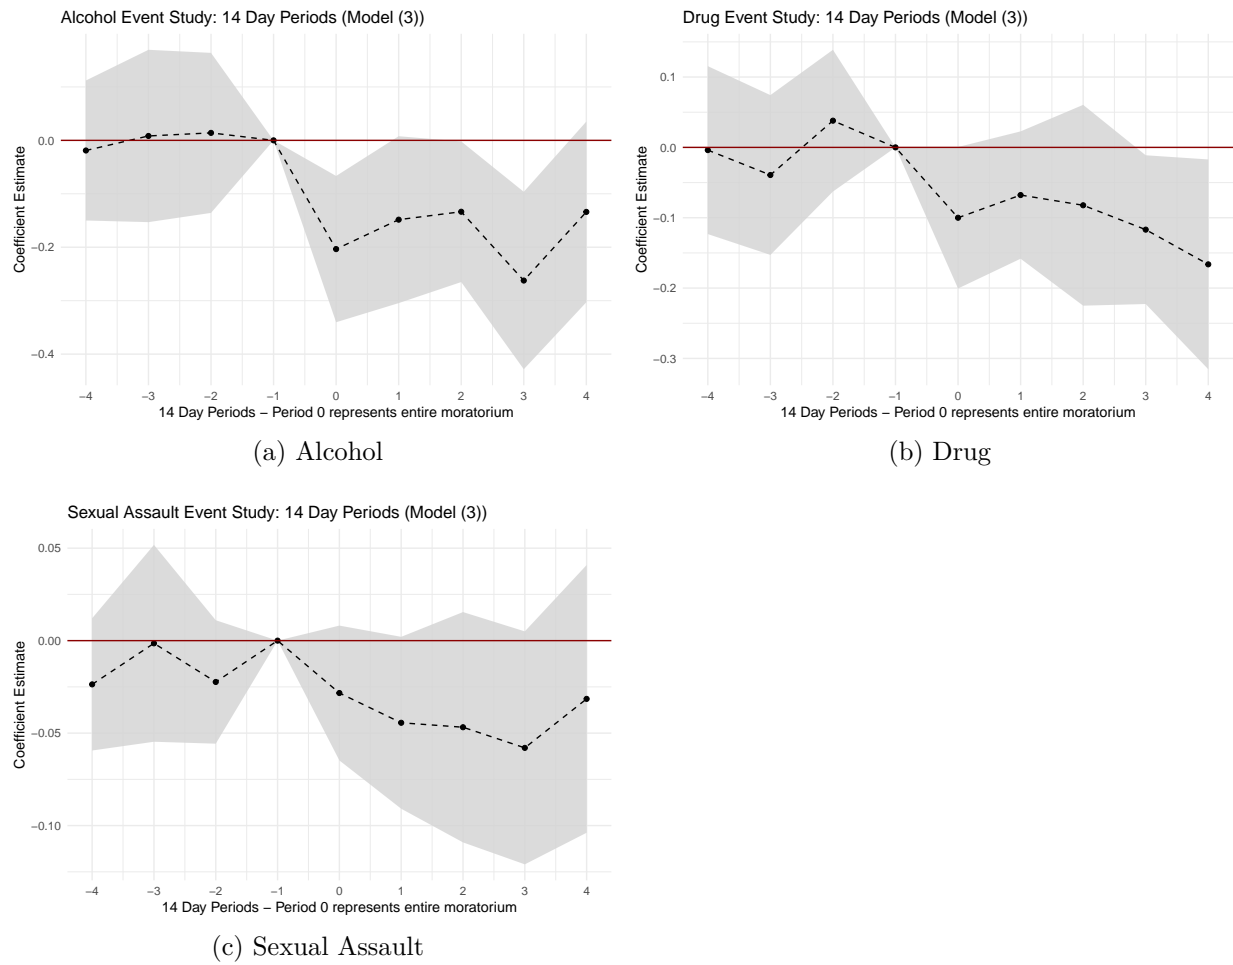 Alcohol Event Study: 14 Day Periods (Model (3))
Coefficient Estimate
0.0
−0.2
−0.4
−4 −3 −2 −1 0 1 2 3 4
14 Day Periods − Period 0 represents entire moratorium
(a) Alcohol
Drug Event Study: 14 Day Periods (Model (3))
Coefficient Estimate
0.1
0.0
−0.1
−0.2
−0.3
−4 −3 −2 −1 0 1 2 3 4
14 Day Periods − Period 0 represents entire moratorium
(b) Drug
Sexual Assault Event Study: 14 Day Periods (Model (3))
Coefficient Estimate
0.05
0.00
−0.05
−0.10
−4 −3 −2 −1 0 1 2 3 4
14 Day Periods − Period 0 represents entire moratorium
(c) Sexual Assault